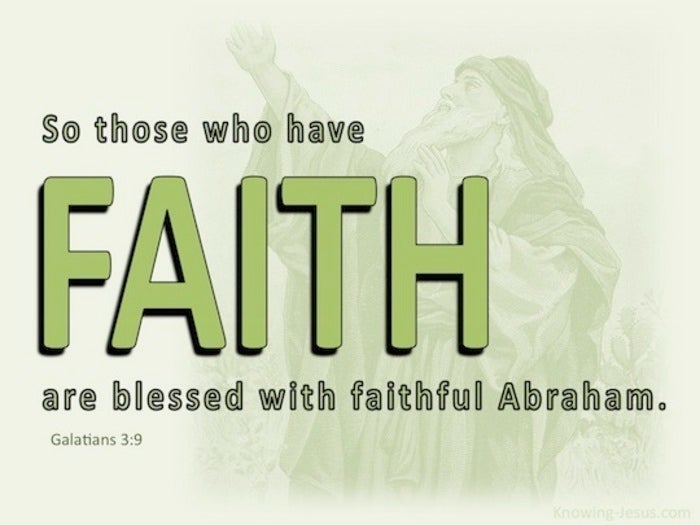 So those who have
FAITH
are blessed with faithful Abraham.
Galatians 3:9
Knowing-Jesus.com